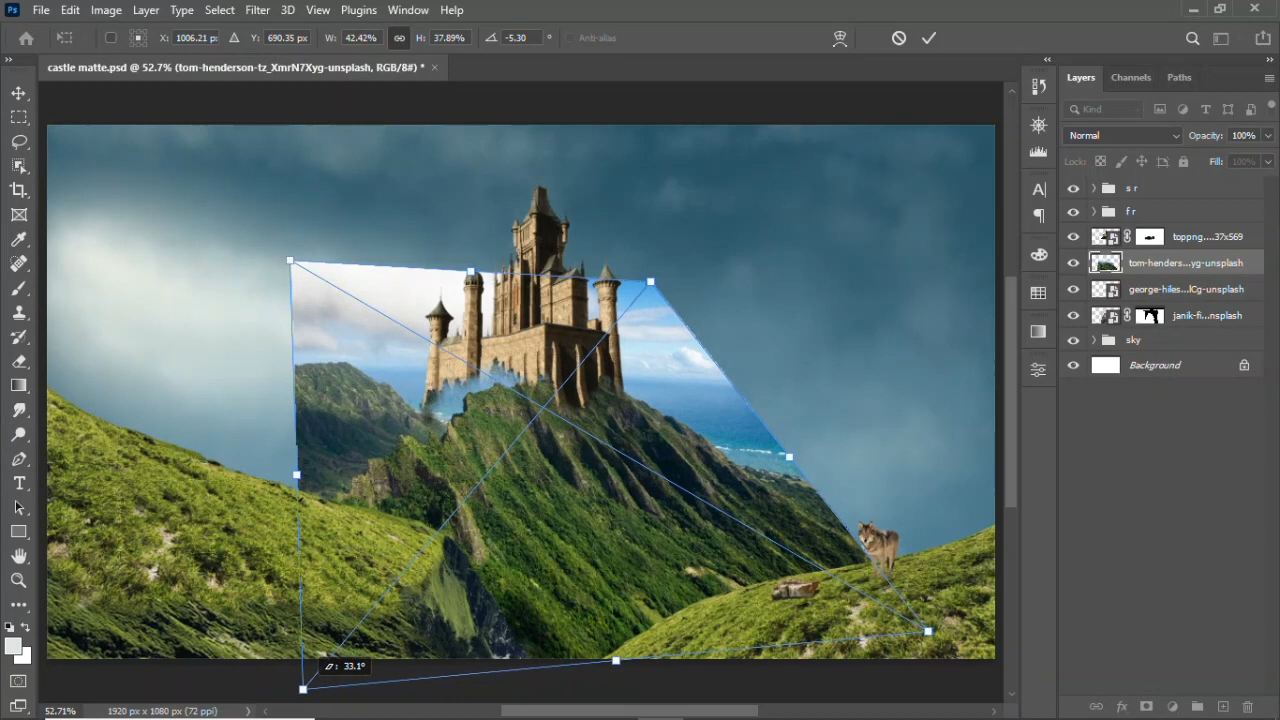 Ps File Edit Image Layer Type Select Filter 3D View Plugins Window Help
X: 1006.21 p: Y: 690.35 px W: 42.42% H: 37.89% -5.30 ° Anti-alias
castle matte.psd @ 52.7% (tom-henderson-tz_XmrN7Xyg-unsplash, RGB/8#) * ×
Layers Channels Paths
Kind
Normal Opacity: 100%
Lock: Fill: 100%
s r
f r
toppng....37x569
tom-henders...yg-unsplash
george-hiles...lCg-unsplash
janik-fi...nsplash
sky
Background
33.1°
52.71% 1920 px x 1080 px (72 ppi)